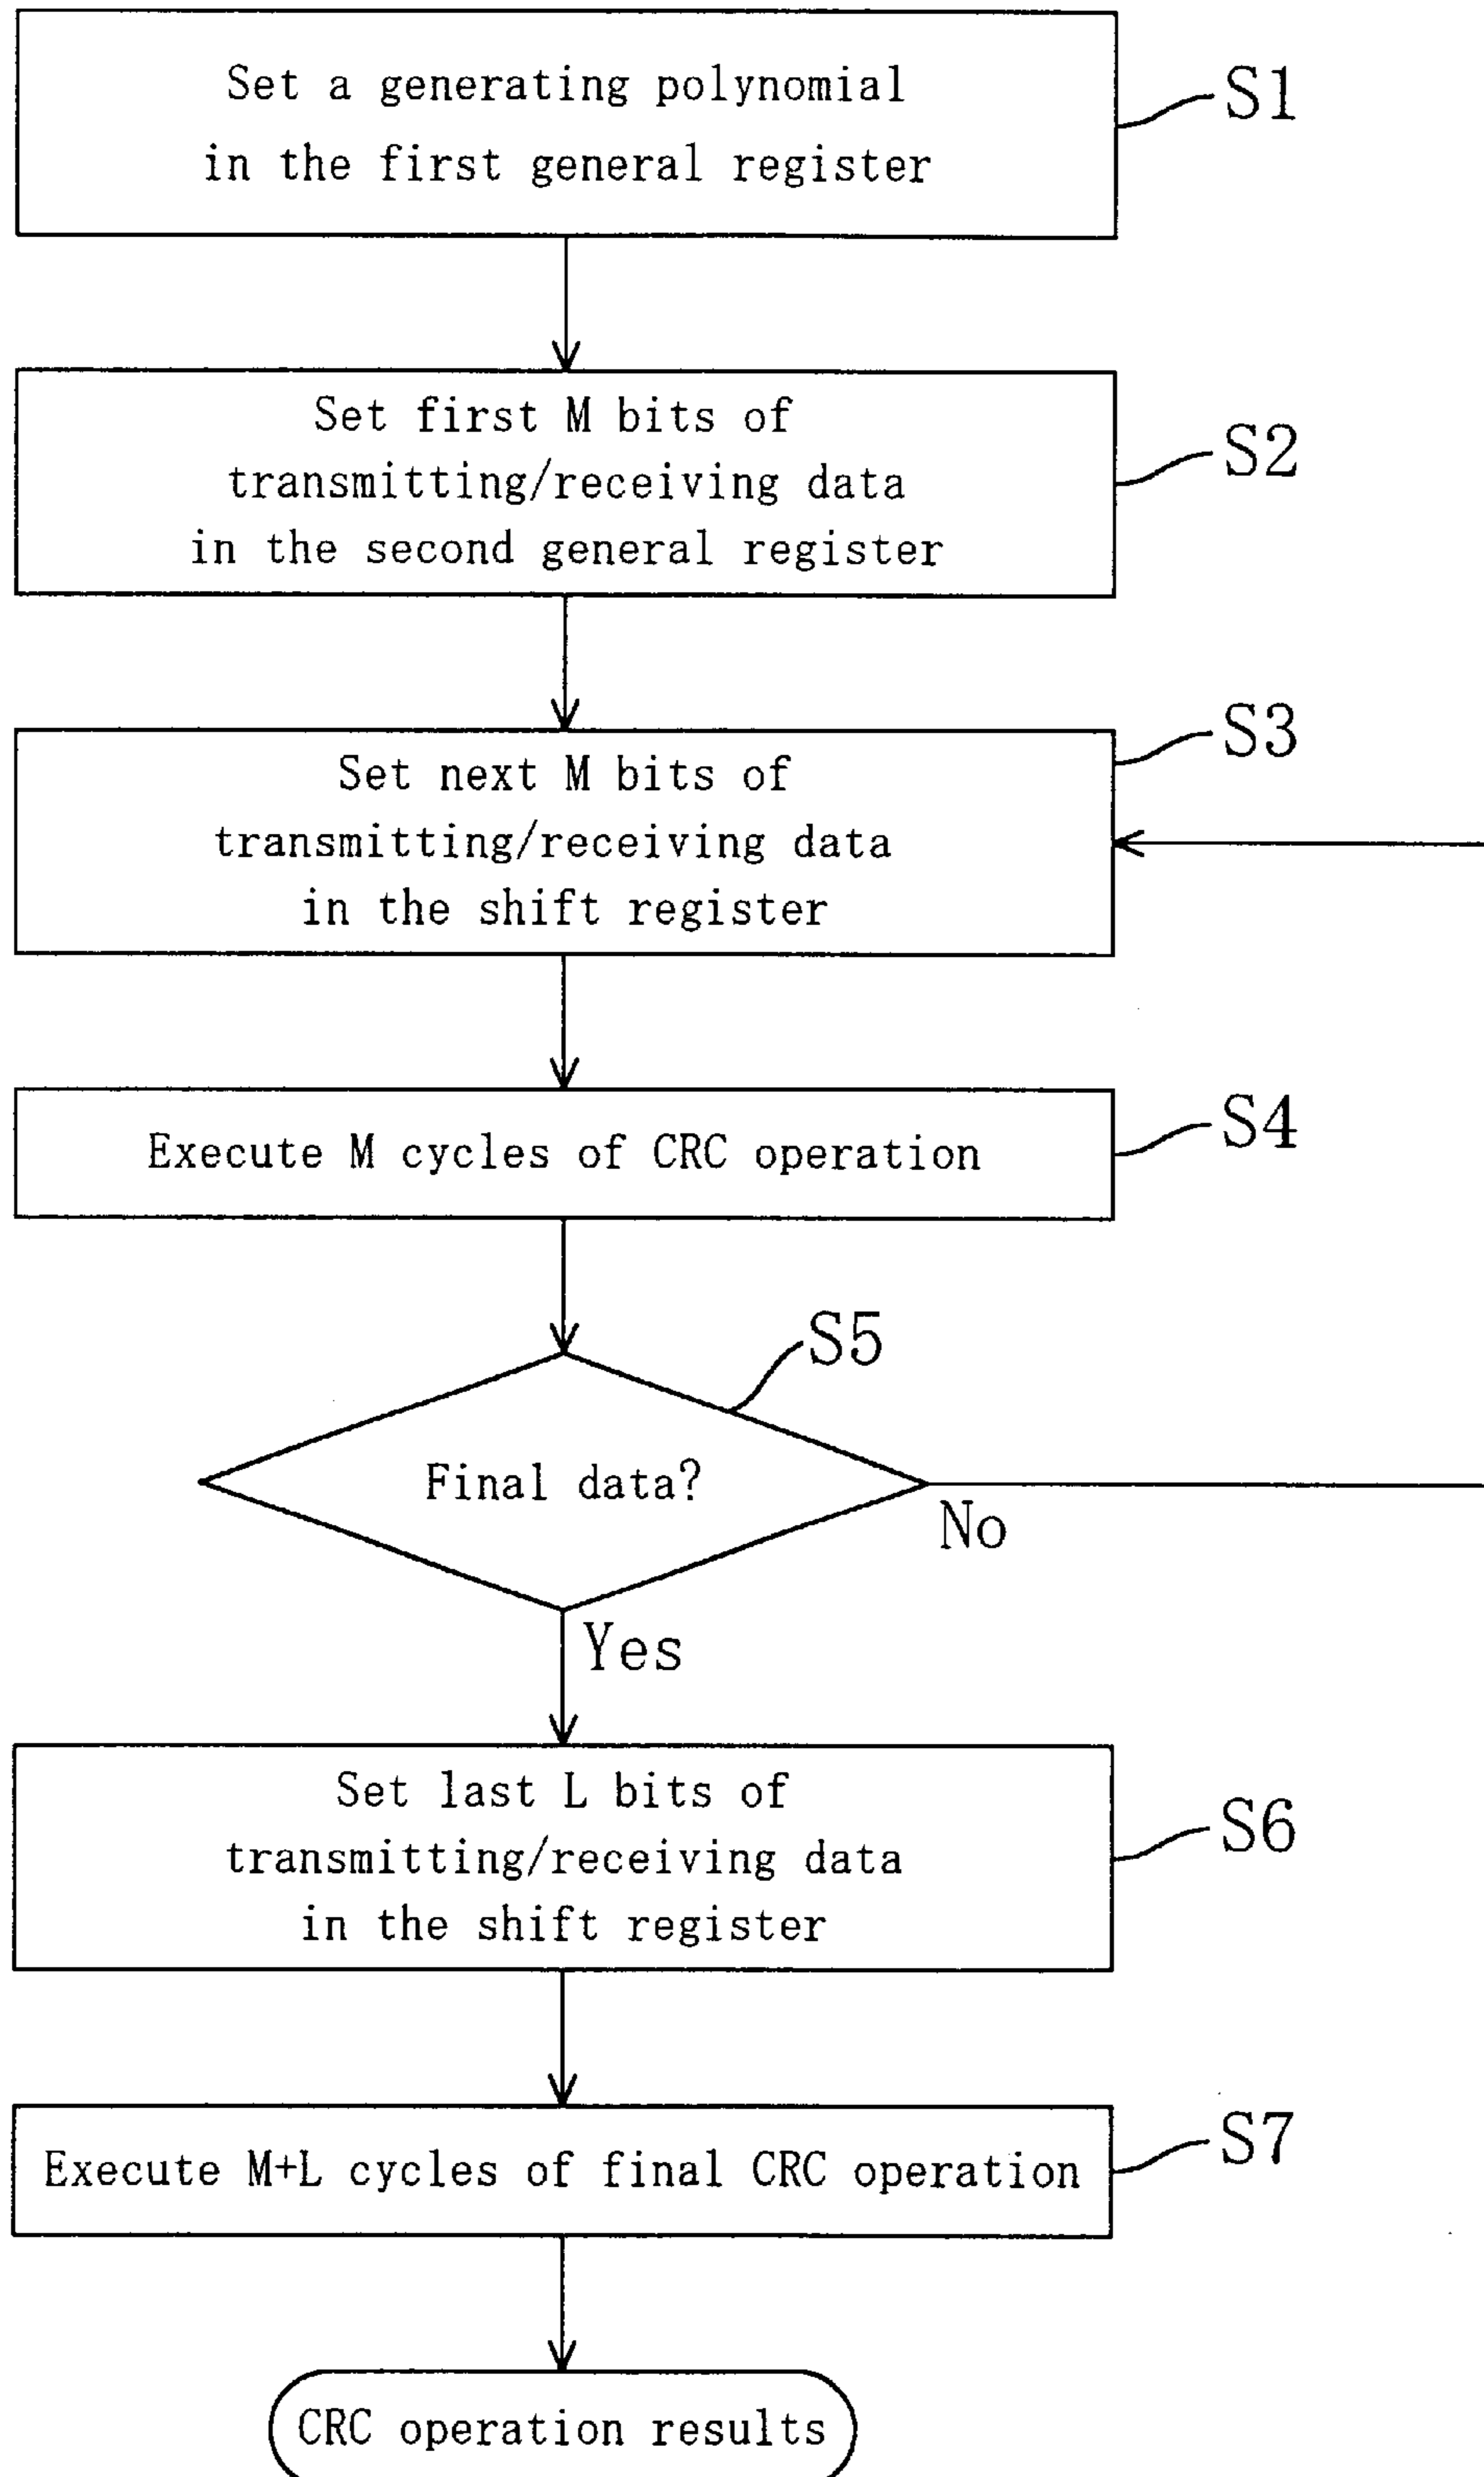 Set a generating polynomial
in the first general register
S1
Set first M bits of
transmitting/receiving data
in the second general register
S2
Set next M bits of
transmitting/receiving data
in the shift register
S3
Execute M cycles of CRC operation
S4
S5
Final data?
No
Yes
Set last L bits of
transmitting/receiving data
in the shift register
S6
Execute M+L cycles of final CRC operation
S7
CRC operation results